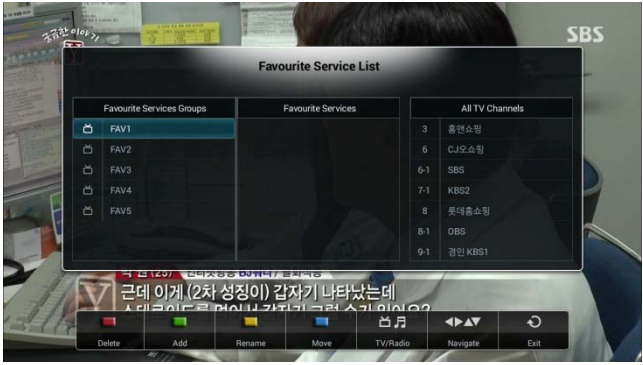 궁금한 이야기
SBS
Favourite Service List
Favourite Services Groups
FAV1
FAV2
FAV3
FAV4
FAV5
Favourite Services
All TV Channels
3 홈앤쇼핑
6 CJ오쇼핑
6-1 SBS
7-1 KBS2
8 롯데홈쇼핑
8-1 OBS
9-1 경인 KBS1
V 근데 이게 (2차 성징이) 갑자기 나타났는데
Delete
Add
Rename
Move
TV/Radio
Navigate
Exit